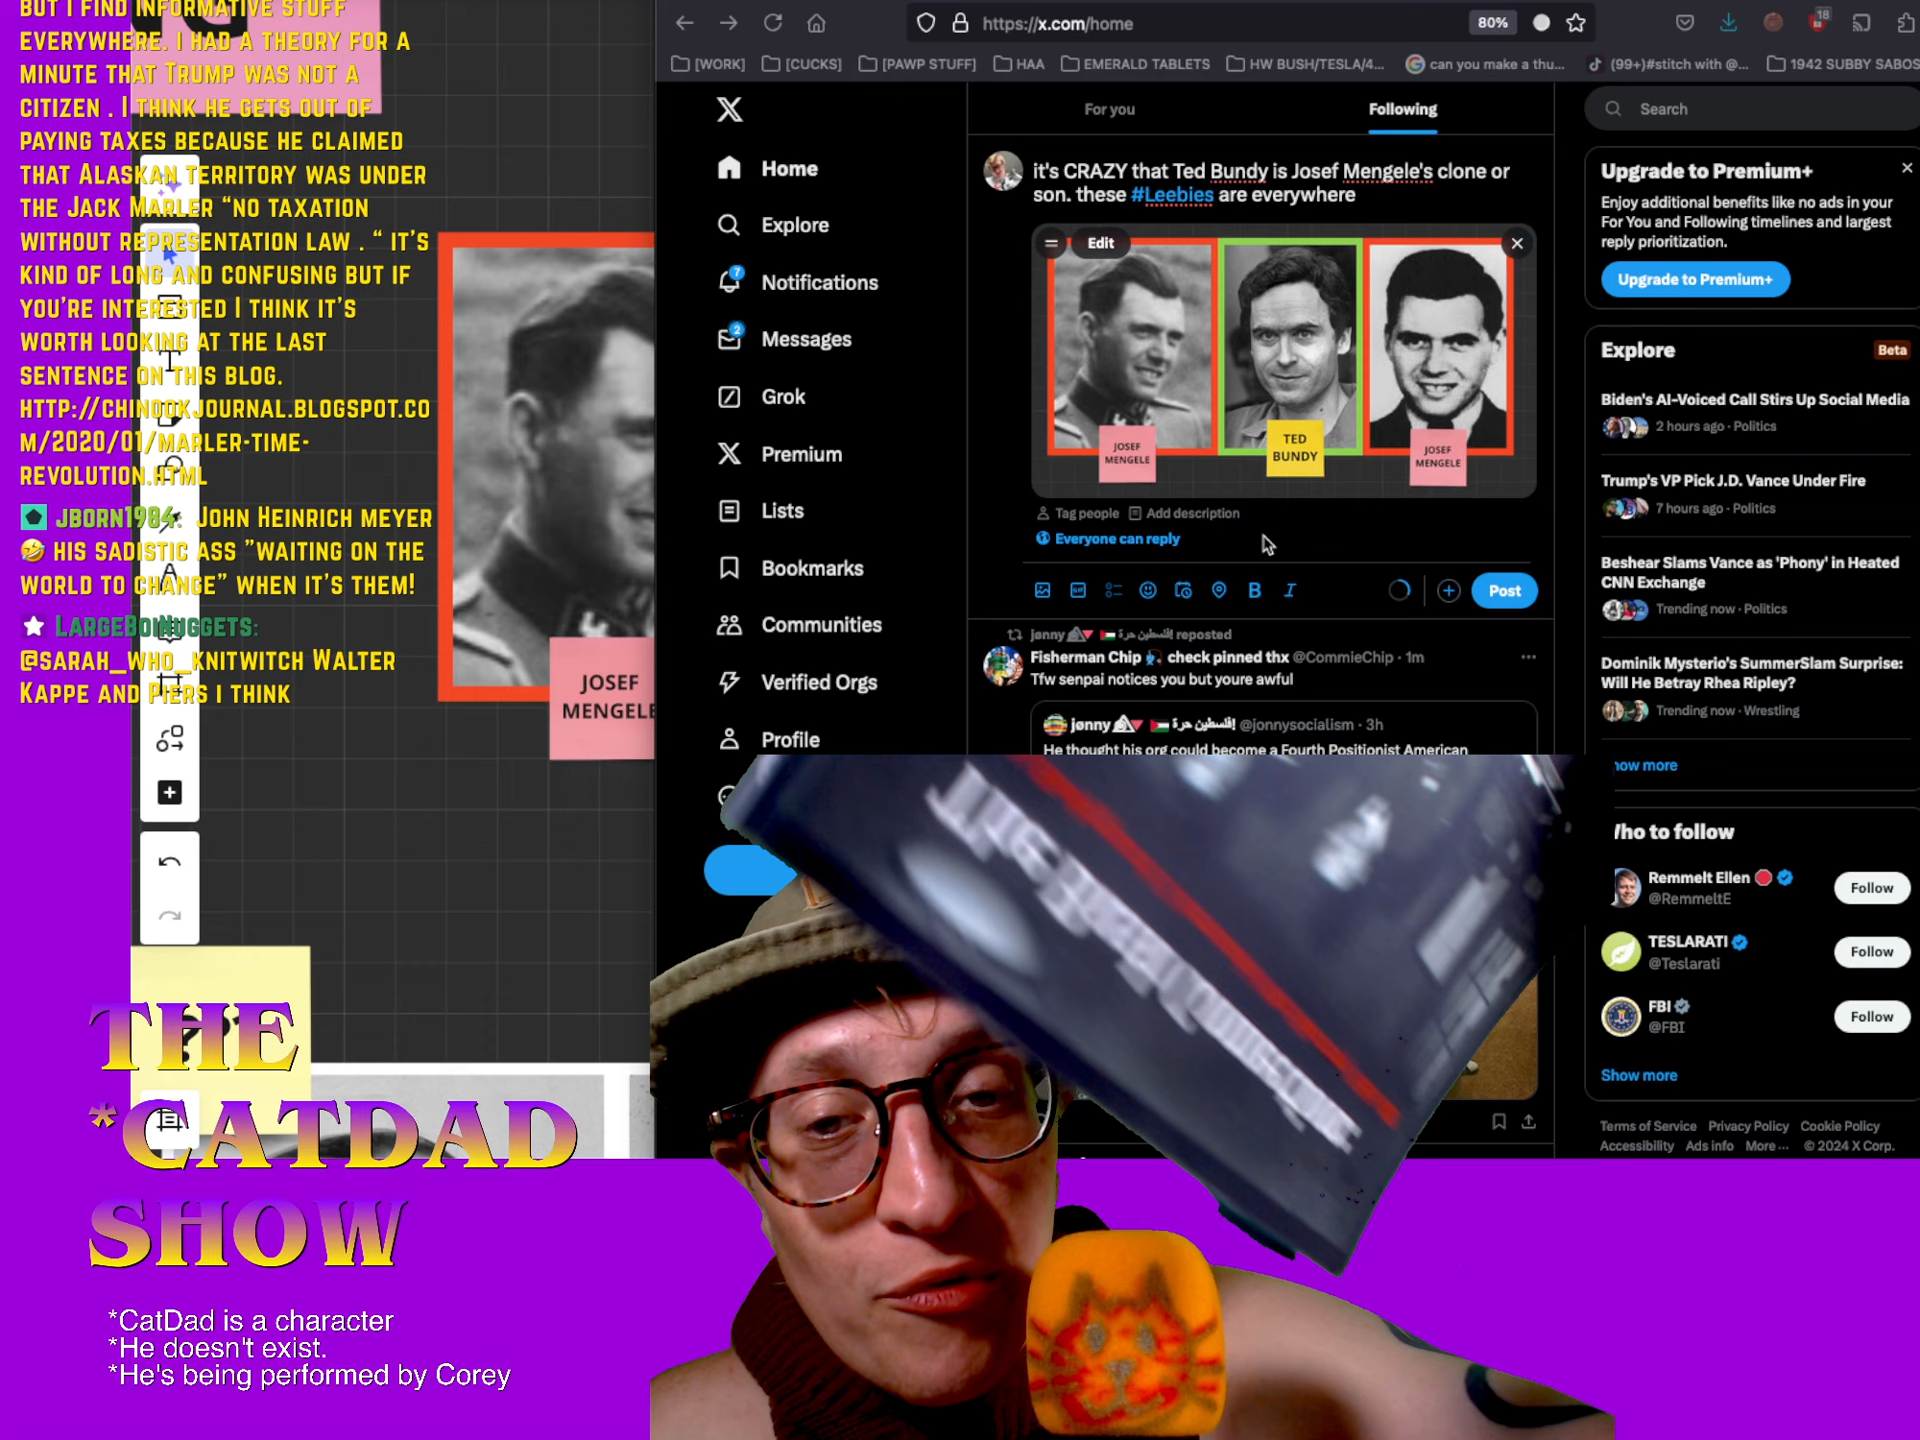 BUT I FIND INFORMATIVE STUFF
EVERYWHERE. I HAD A THEORY FOR A
MINUTE THAT TRUMP WAS NOT A
CITIZEN . I THINK HE GETS OUT OF
PAYING TAXES BECAUSE HE CLAIMED
THAT ALASKAN TERRITORY WAS UNDER
THE JACK MARLER "NO TAXATION
WITHOUT REPRESENTATION LAW . " IT'S
KIND OF LONG AND CONFUSING BUT IF
YOU'RE INTERESTED I THINK IT'S
WORTH LOOKING AT THE LAST
SENTENCE ON THIS BLOG.
HTTP://CHINOOKJOURNAL.BLOGSPOT.CO
M/2020/01/MARLER-TIME-
REVOLUTION.HTML
JBORN1984: JOHN HEINRICH MEYER
🤣 HIS SADISTIC ASS "WAITING ON THE
WORLD TO CHANGE" WHEN IT'S THEM!
LARGEBOINUGGETS:
@SARAH_WHO_KNITWITCH WALTER
KAPPE AND PIERS I THINK
JOSEF
MENGELE
THE
*CATDAD
SHOW
*CatDad is a character
*He doesn't exist.
*He's being performed by Corey
https://x.com/home
80%
18
[WORK]
[CUCKS]
[PAWP STUFF]
HAA
EMERALD TABLETS
HW BUSH/TESLA/4...
can you make a thu...
(99+)#stitch with @...
1942 SUBBY SABOS
Home
Explore
7
Notifications
2
Messages
Grok
Premium
Lists
Bookmarks
Communities
Verified Orgs
Profile
For you
Following
it's CRAZY that Ted Bundy is Josef Mengele's clone or
son. these #Leebies are everywhere
Edit
JOSEF
MENGELE
TED
BUNDY
JOSEF
MENGELE
Tag people
Add description
Everyone can reply
Post
jønny فلسطين حرة! reposted
Fisherman Chip check pinned thx @CommieChip · 1m
Tfw senpai notices you but youre awful
jønny فلسطين حرة! @jonnysocialism · 3h
He thought his org could become a Fourth Positionist American
Search
Upgrade to Premium+
Enjoy additional benefits like no ads in your
For You and Following timelines and largest
reply prioritization.
Upgrade to Premium+
Explore
Beta
Biden's AI-Voiced Call Stirs Up Social Media
2 hours ago · Politics
Trump's VP Pick J.D. Vance Under Fire
7 hours ago · Politics
Beshear Slams Vance as 'Phony' in Heated
CNN Exchange
Trending now · Politics
Dominik Mysterio's SummerSlam Surprise:
Will He Betray Rhea Ripley?
Trending now · Wrestling
how more
Who to follow
Remmelt Ellen
@RemmeltE
Follow
TESLARATI
@Teslarati
Follow
FBI
@FBI
Follow
Show more
Terms of Service Privacy Policy Cookie Policy
Accessibility Ads info More ··· © 2024 X Corp.